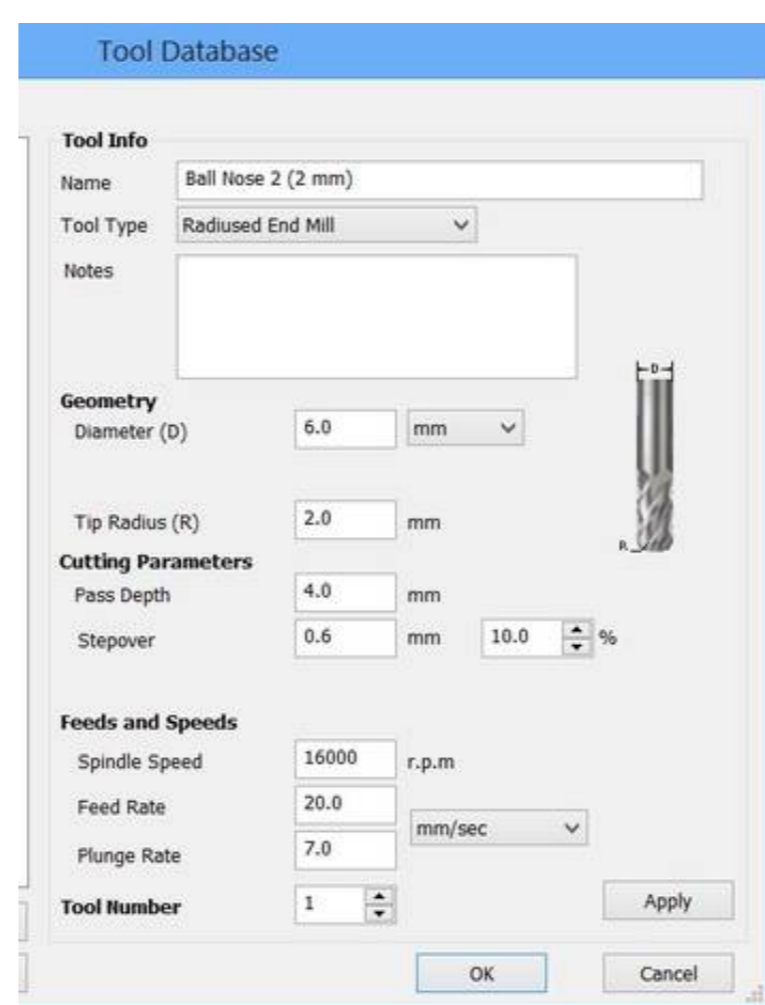 Tool Database
Tool Info
Name Ball Nose 2 (2 mm)
Tool Type Radiused End Mill
Notes
D
Geometry
Diameter (D) 6.0 mm
Tip Radius (R) 2.0 mm
R
Cutting Parameters
Pass Depth 4.0 mm
Stepover 0.6 mm 10.0 %
Feeds and Speeds
Spindle Speed 16000 r.p.m
Feed Rate 20.0
mm/sec
Plunge Rate 7.0
Tool Number 1 Apply
OK Cancel